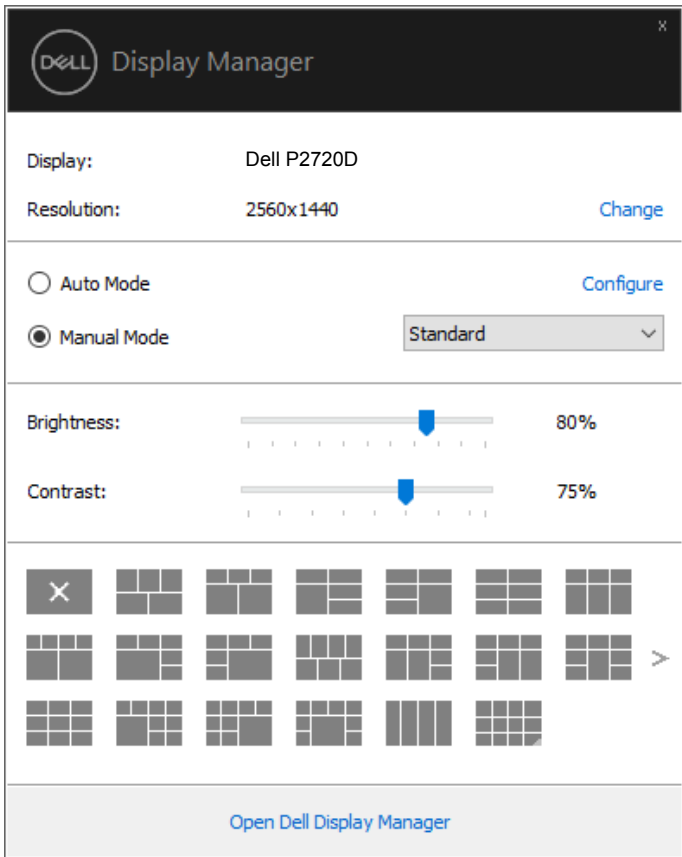 x
DELL Display Manager
Display: Dell P2720D
Resolution: 2560x1440 Change
Auto Mode Configure
Manual Mode Standard
Brightness: 80%
Contrast: 75%
Open Dell Display Manager